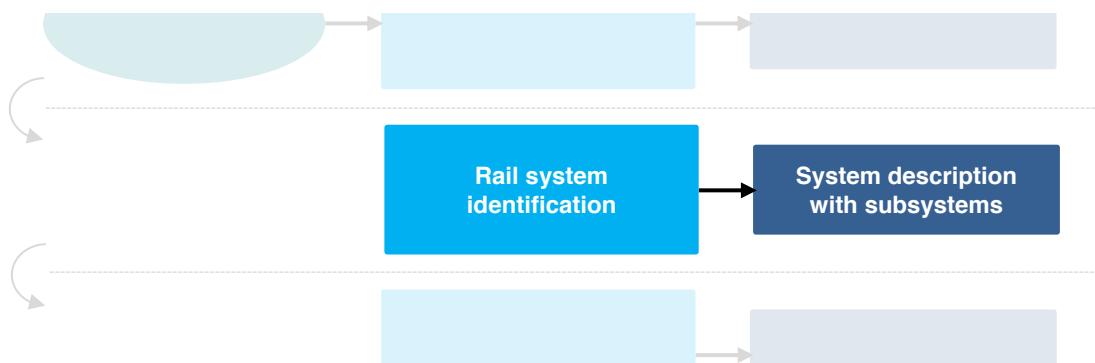 Rail system
identification
System description
with subsystems